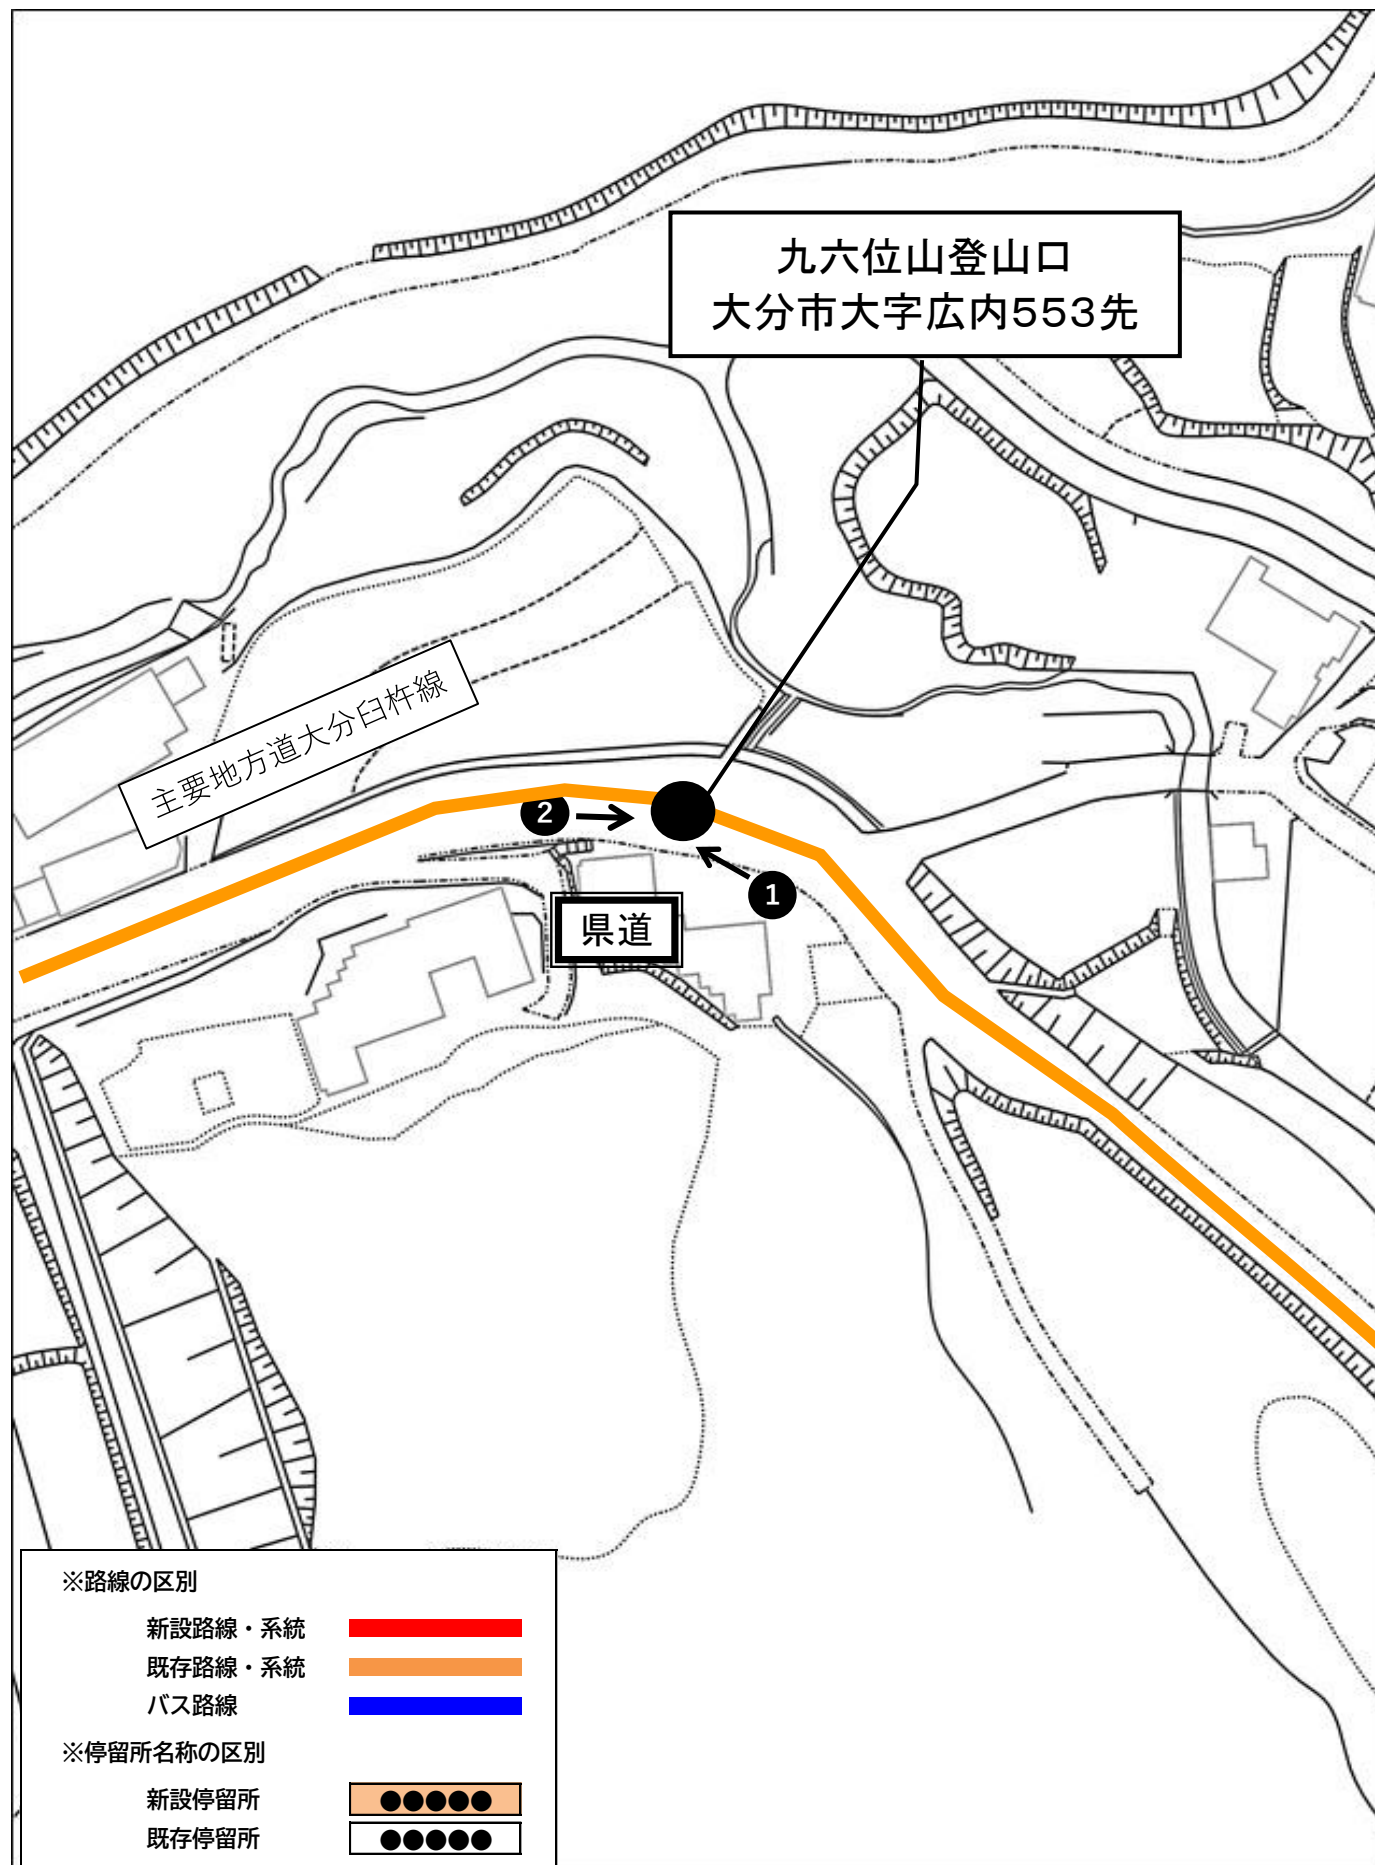 九六位山登山口
大分市大字広内553先
主要地方道大分臼杵線
2
1
県道
※路線の区別
新設路線・系統
既存路線・系統
バス路線
※停留所名称の区別
新設停留所 ●●●●●
既存停留所 ●●●●●